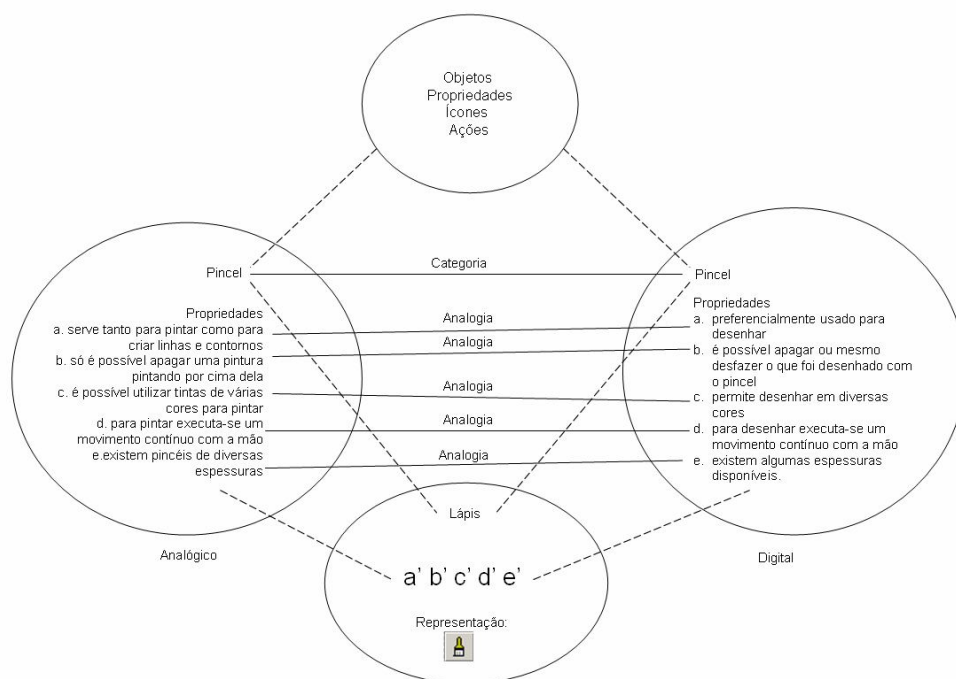 Objetos
Propriedades
Ícones
Ações
Pincel
Categoria
Pincel
Propriedades
a. serve tanto para pintar como para
criar linhas e contornos
b. só é possível apagar uma pintura
pintando por cima dela
c. é possível utilizar tintas de várias
cores para pintar
d. para pintar executa-se um
movimento contínuo com a mão
e.existem pincéis de diversas
espessuras
Analogia
Analogia
Analogia
Analogia
Analogia
Propriedades
a. preferencialmente usado para
desenhar
b. é possível apagar ou mesmo
desfazer o que foi desenhado com
o pincel
c. permite desenhar em diversas
cores
d. para desenhar executa-se um
movimento contínuo com a mão
e. existem algumas espessuras
disponíveis.
Analógico
Lápis
Digital
a' b' c' d' e'
Representação: